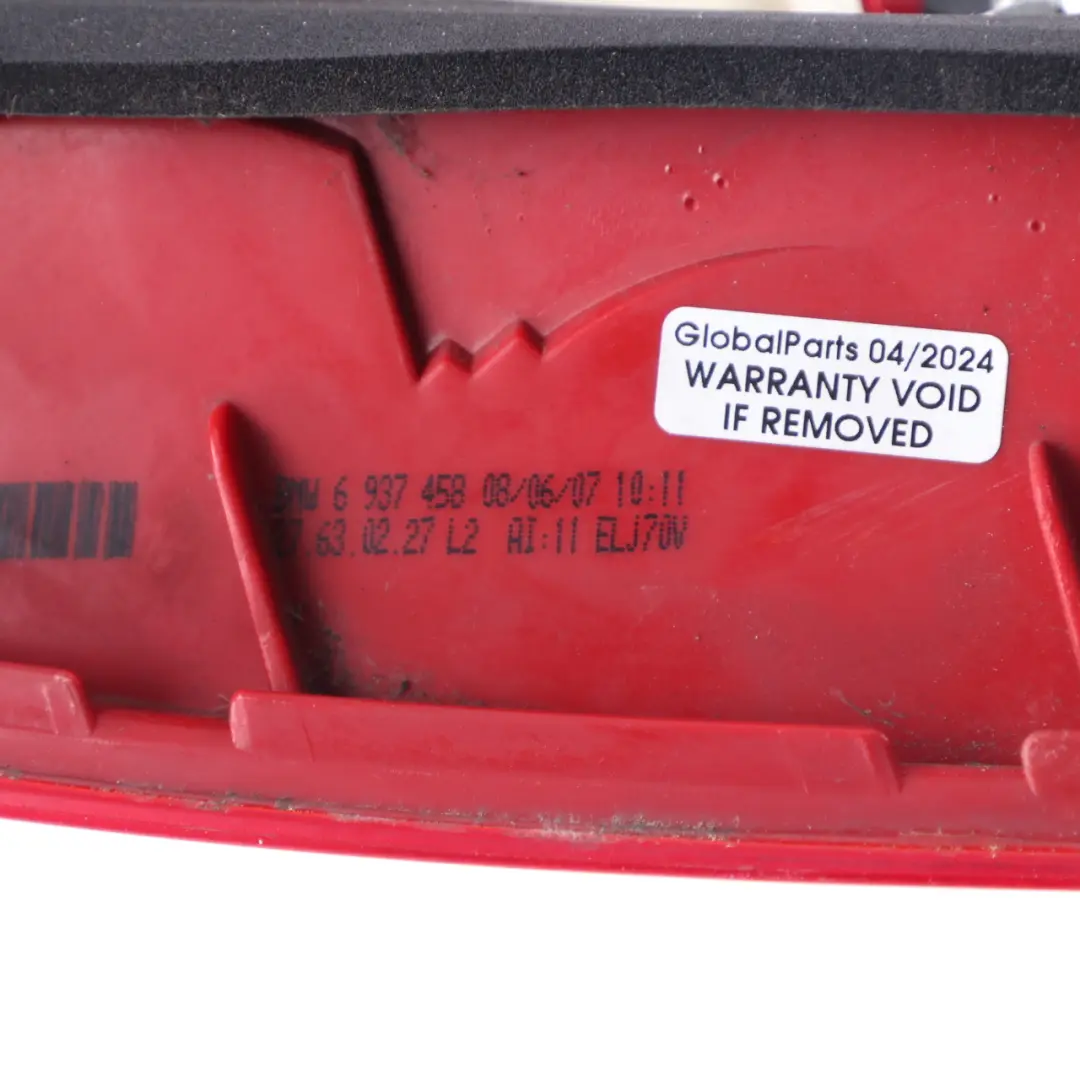 GlobalParts 04/2024
WARRANTY VOID
IF REMOVED
BMW 6 937 458 08/06/07 10:11
63.02.27 L2 AI:11 ELJ70V